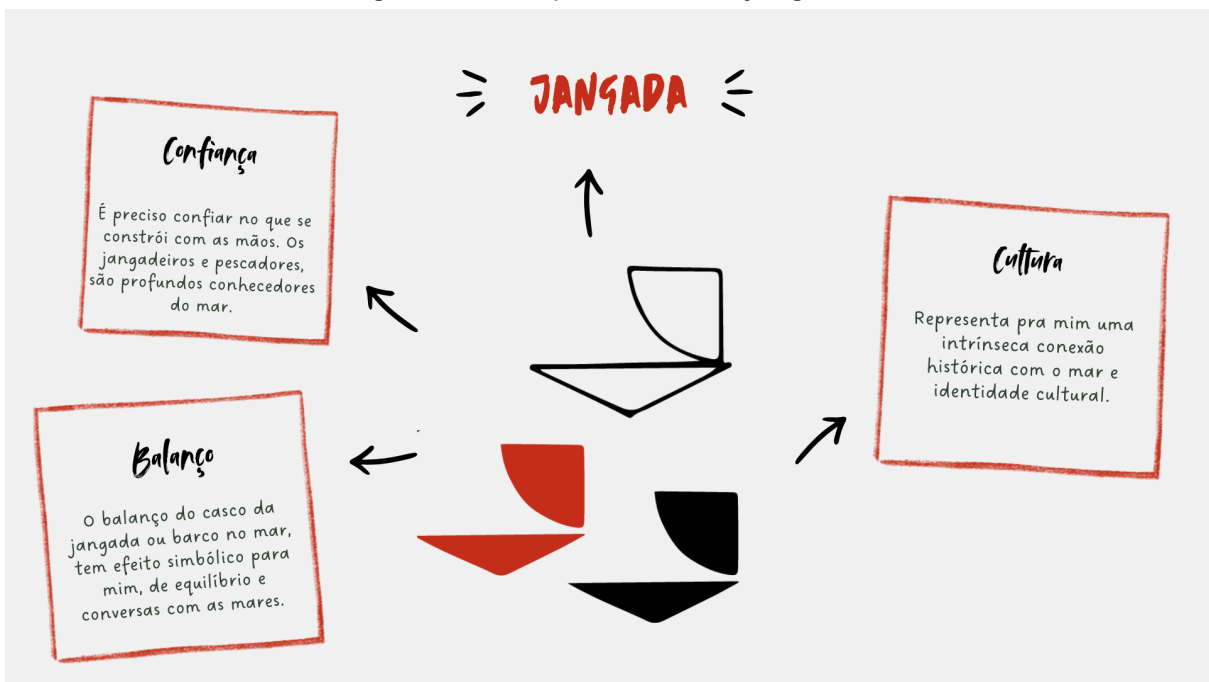 JANGADA
Confiança
É preciso confiar no que se
constrói com as mãos. Os
jangadeiros e pescadores,
são profundos conhecedores
do mar.
Cultura
Representa pra mim uma
intrínseca conexão
histórica com o mar e
identidade cultural.
Balanço
O balanço do casco da
jangada ou barco no mar,
tem efeito simbólico para
mim, de equilíbrio e
conversas com as mares.